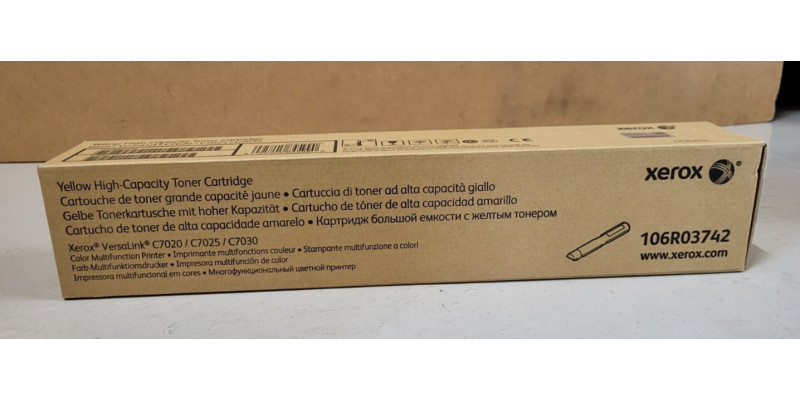 Yellow High-Capacity Toner Cartridge
Cartouche de toner grande capacité jaune • Cartuccia di toner ad alta capacità giallo
Gelbe Tonerkartusche mit hoher Kapazität • Cartucho de tóner de alta capacidad amarillo
Cartucho de toner de alta capacidade amarelo • Картридж большой емкости с желтым тонером
Xerox® VersaLink® C7020 / C7025 / C7030
Color Multifunction Printer • Imprimante multifonctions couleur • Stampante multifunzione a colori
Farb-Multifunktionsdrucker • Impresora multifunción de color
Impressora multifuncional em cores • Многофункциональный цветной принтер
xerox
106R03742
www.xerox.com